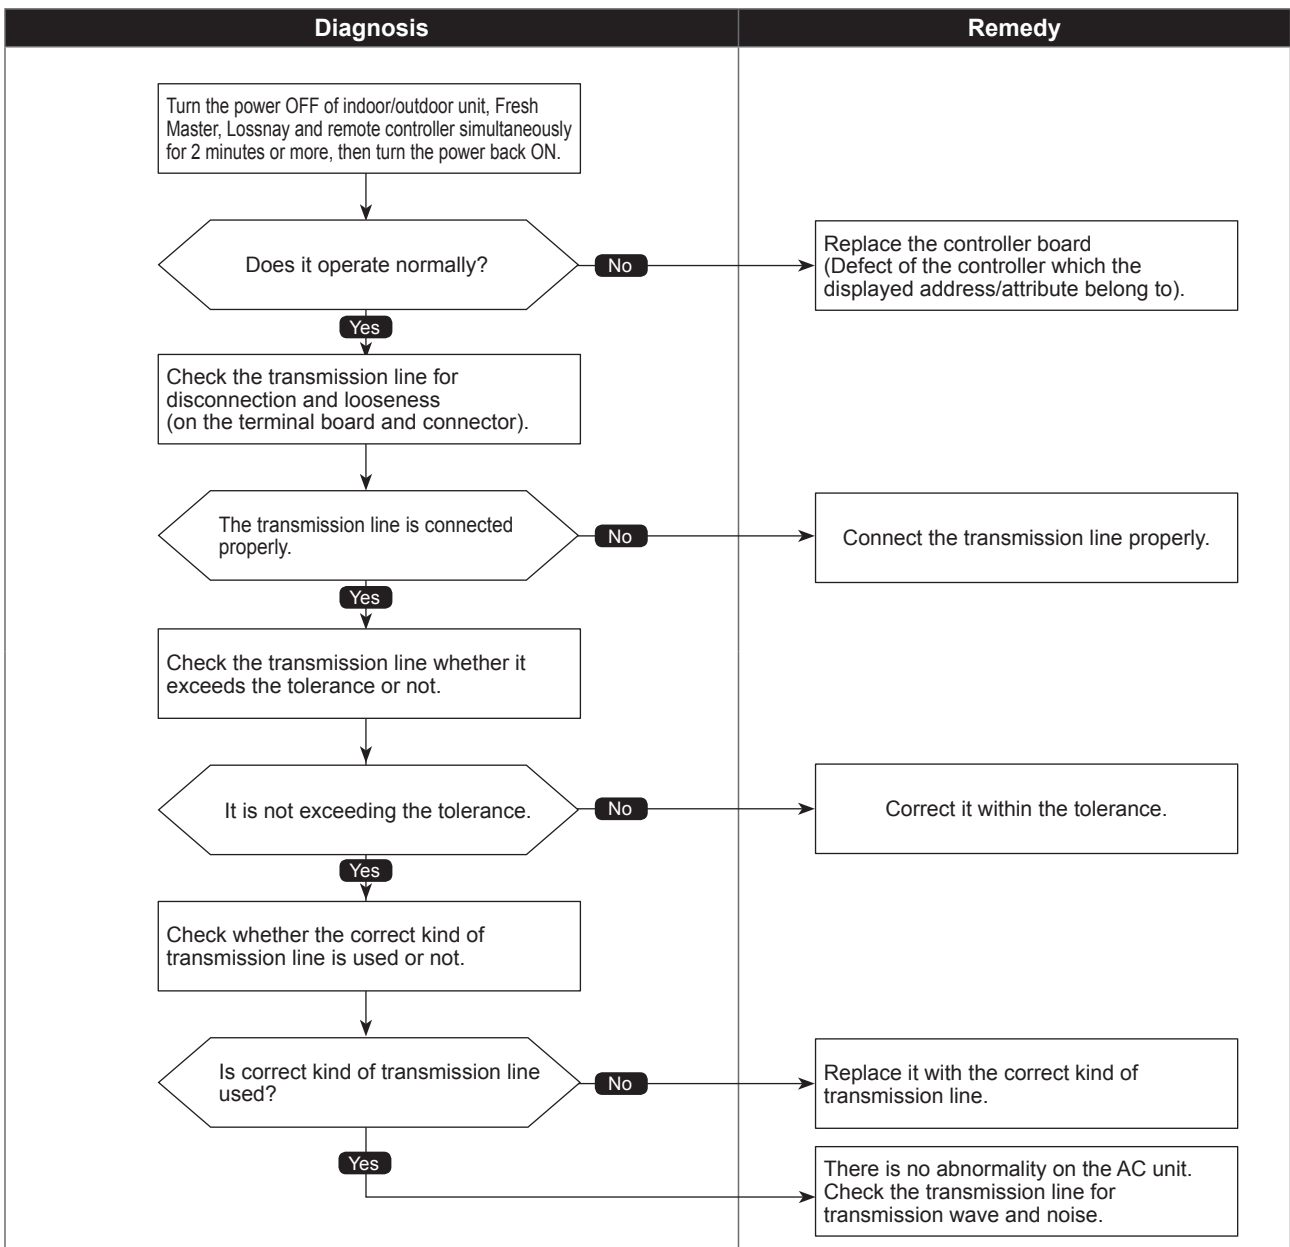 Diagnosis
Remedy
Turn the power OFF of indoor/outdoor unit, Fresh
Master, Lossnay and remote controller simultaneously
for 2 minutes or more, then turn the power back ON.
Does it operate normally?
No
Replace the controller board
(Defect of the controller which the
displayed address/attribute belong to).
Yes
Check the transmission line for
disconnection and looseness
(on the terminal board and connector).
The transmission line is connected
properly.
No
Connect the transmission line properly.
Yes
Check the transmission line whether it
exceeds the tolerance or not.
It is not exceeding the tolerance.
No
Correct it within the tolerance.
Yes
Check whether the correct kind of
transmission line is used or not.
Is correct kind of transmission line
used?
No
Replace it with the correct kind of
transmission line.
Yes
There is no abnormality on the AC unit.
Check the transmission line for
transmission wave and noise.